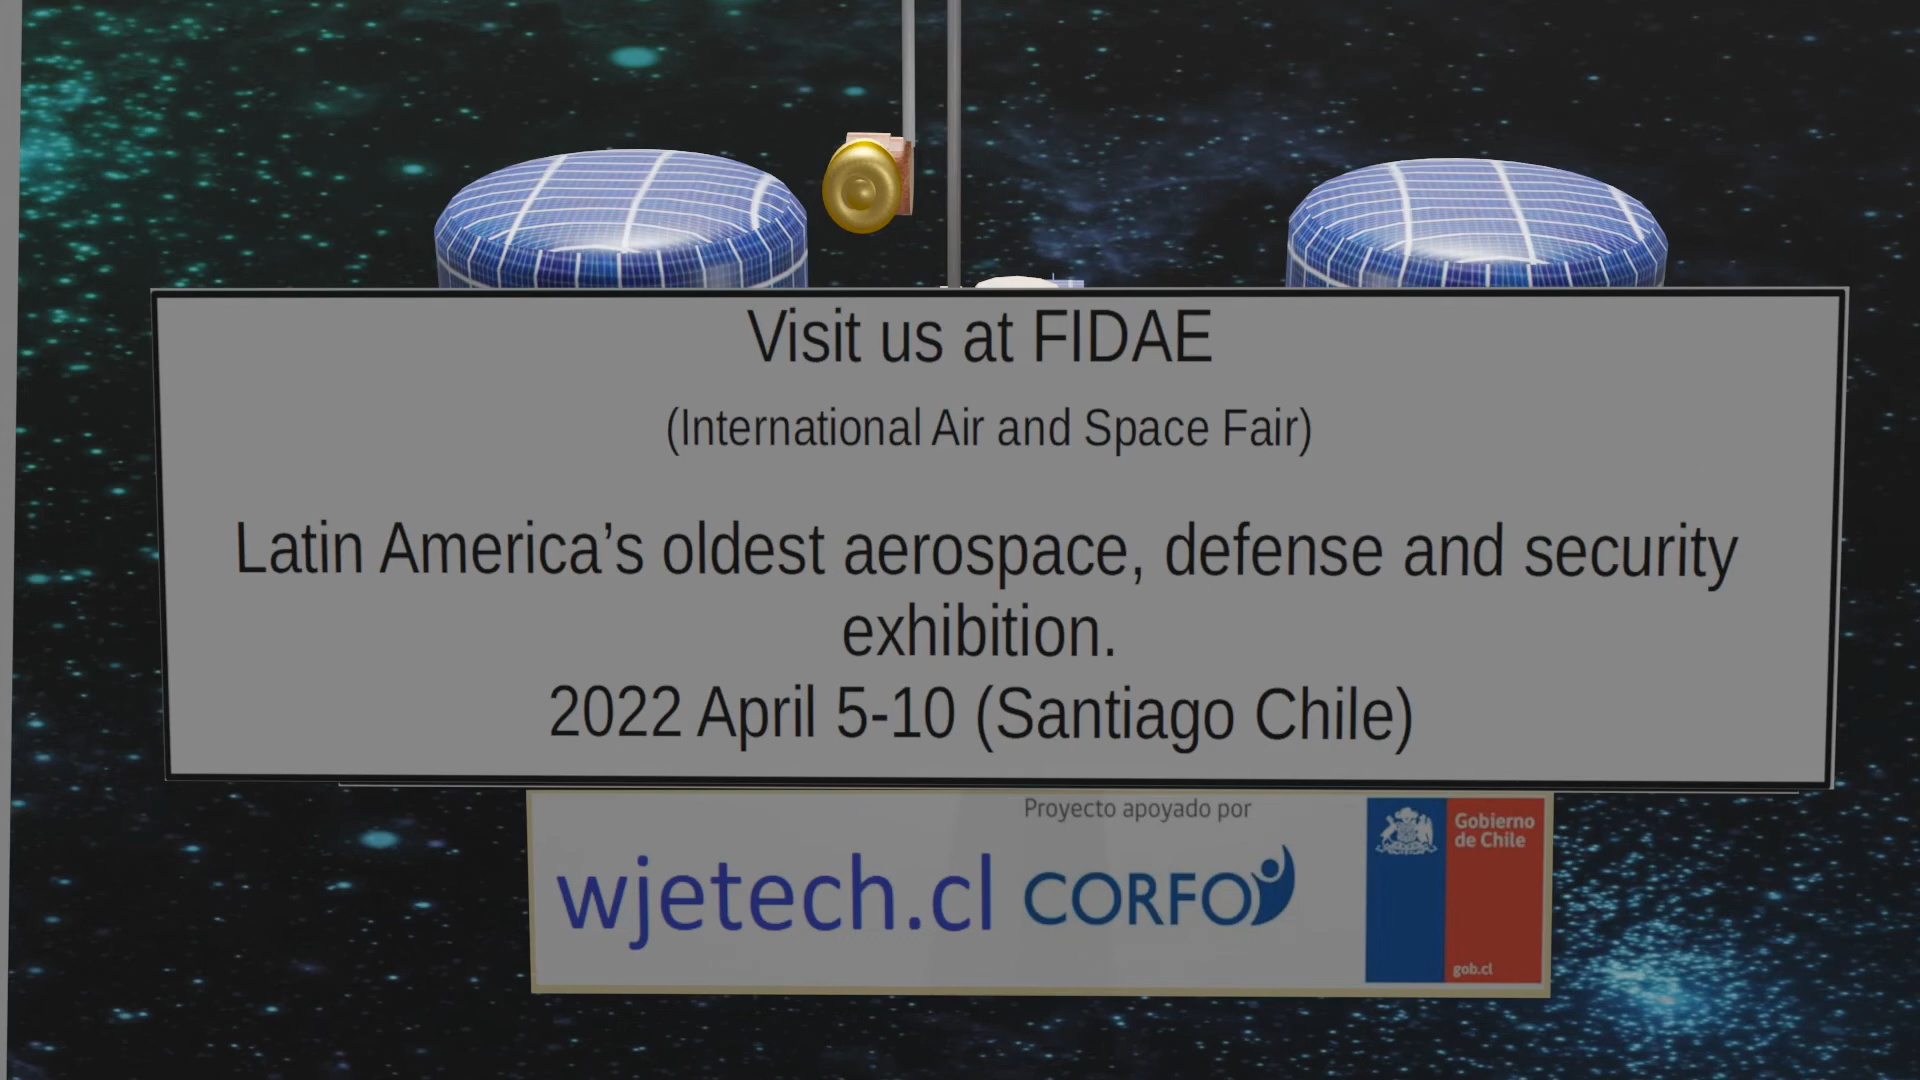 Visit us at FIDAE
(International Air and Space Fair)
Latin America’s oldest aerospace, defense and security
exhibition.
2022 April 5-10 (Santiago Chile)
Proyecto apoyado por
wjetech.cl CORFO
Gobierno
de Chile
gob.cl